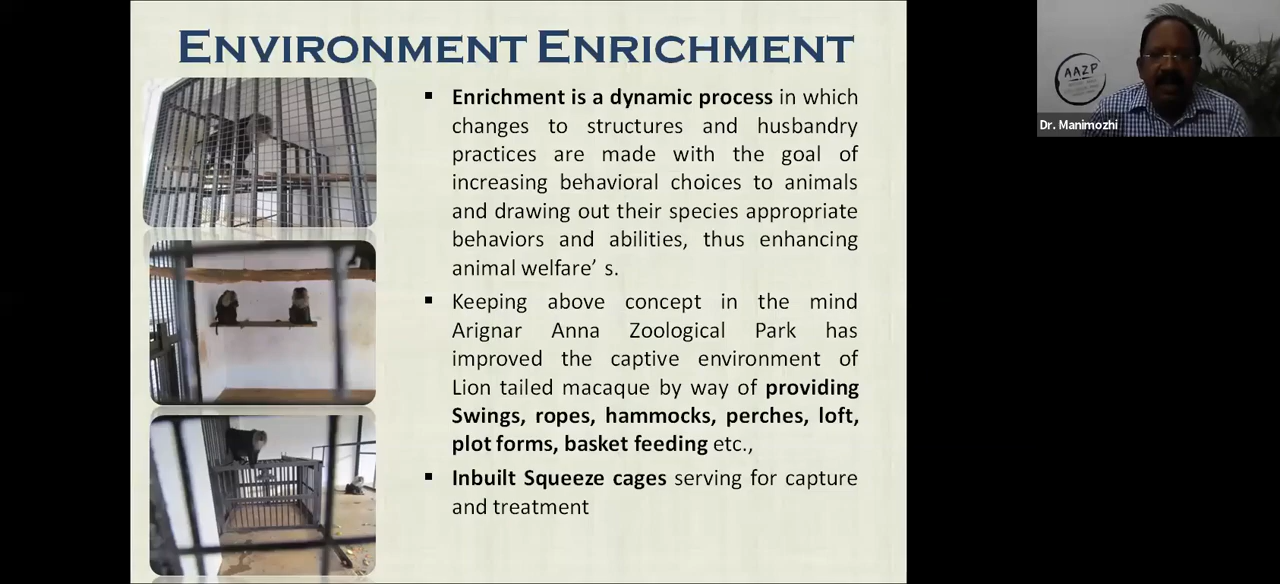 ENVIRONMENT ENRICHMENT
▪ Enrichment is a dynamic process in which
changes to structures and husbandry
practices are made with the goal of
increasing behavioral choices to animals
and drawing out their species appropriate
behaviors and abilities, thus enhancing
animal welfare’ s.
▪ Keeping above concept in the mind
Arignar Anna Zoological Park has
improved the captive environment of
Lion tailed macaque by way of providing
Swings, ropes, hammocks, perches, loft,
plot forms, basket feeding etc.,
▪ Inbuilt Squeeze cages serving for capture
and treatment
AAZP
Dr. Manimozhi